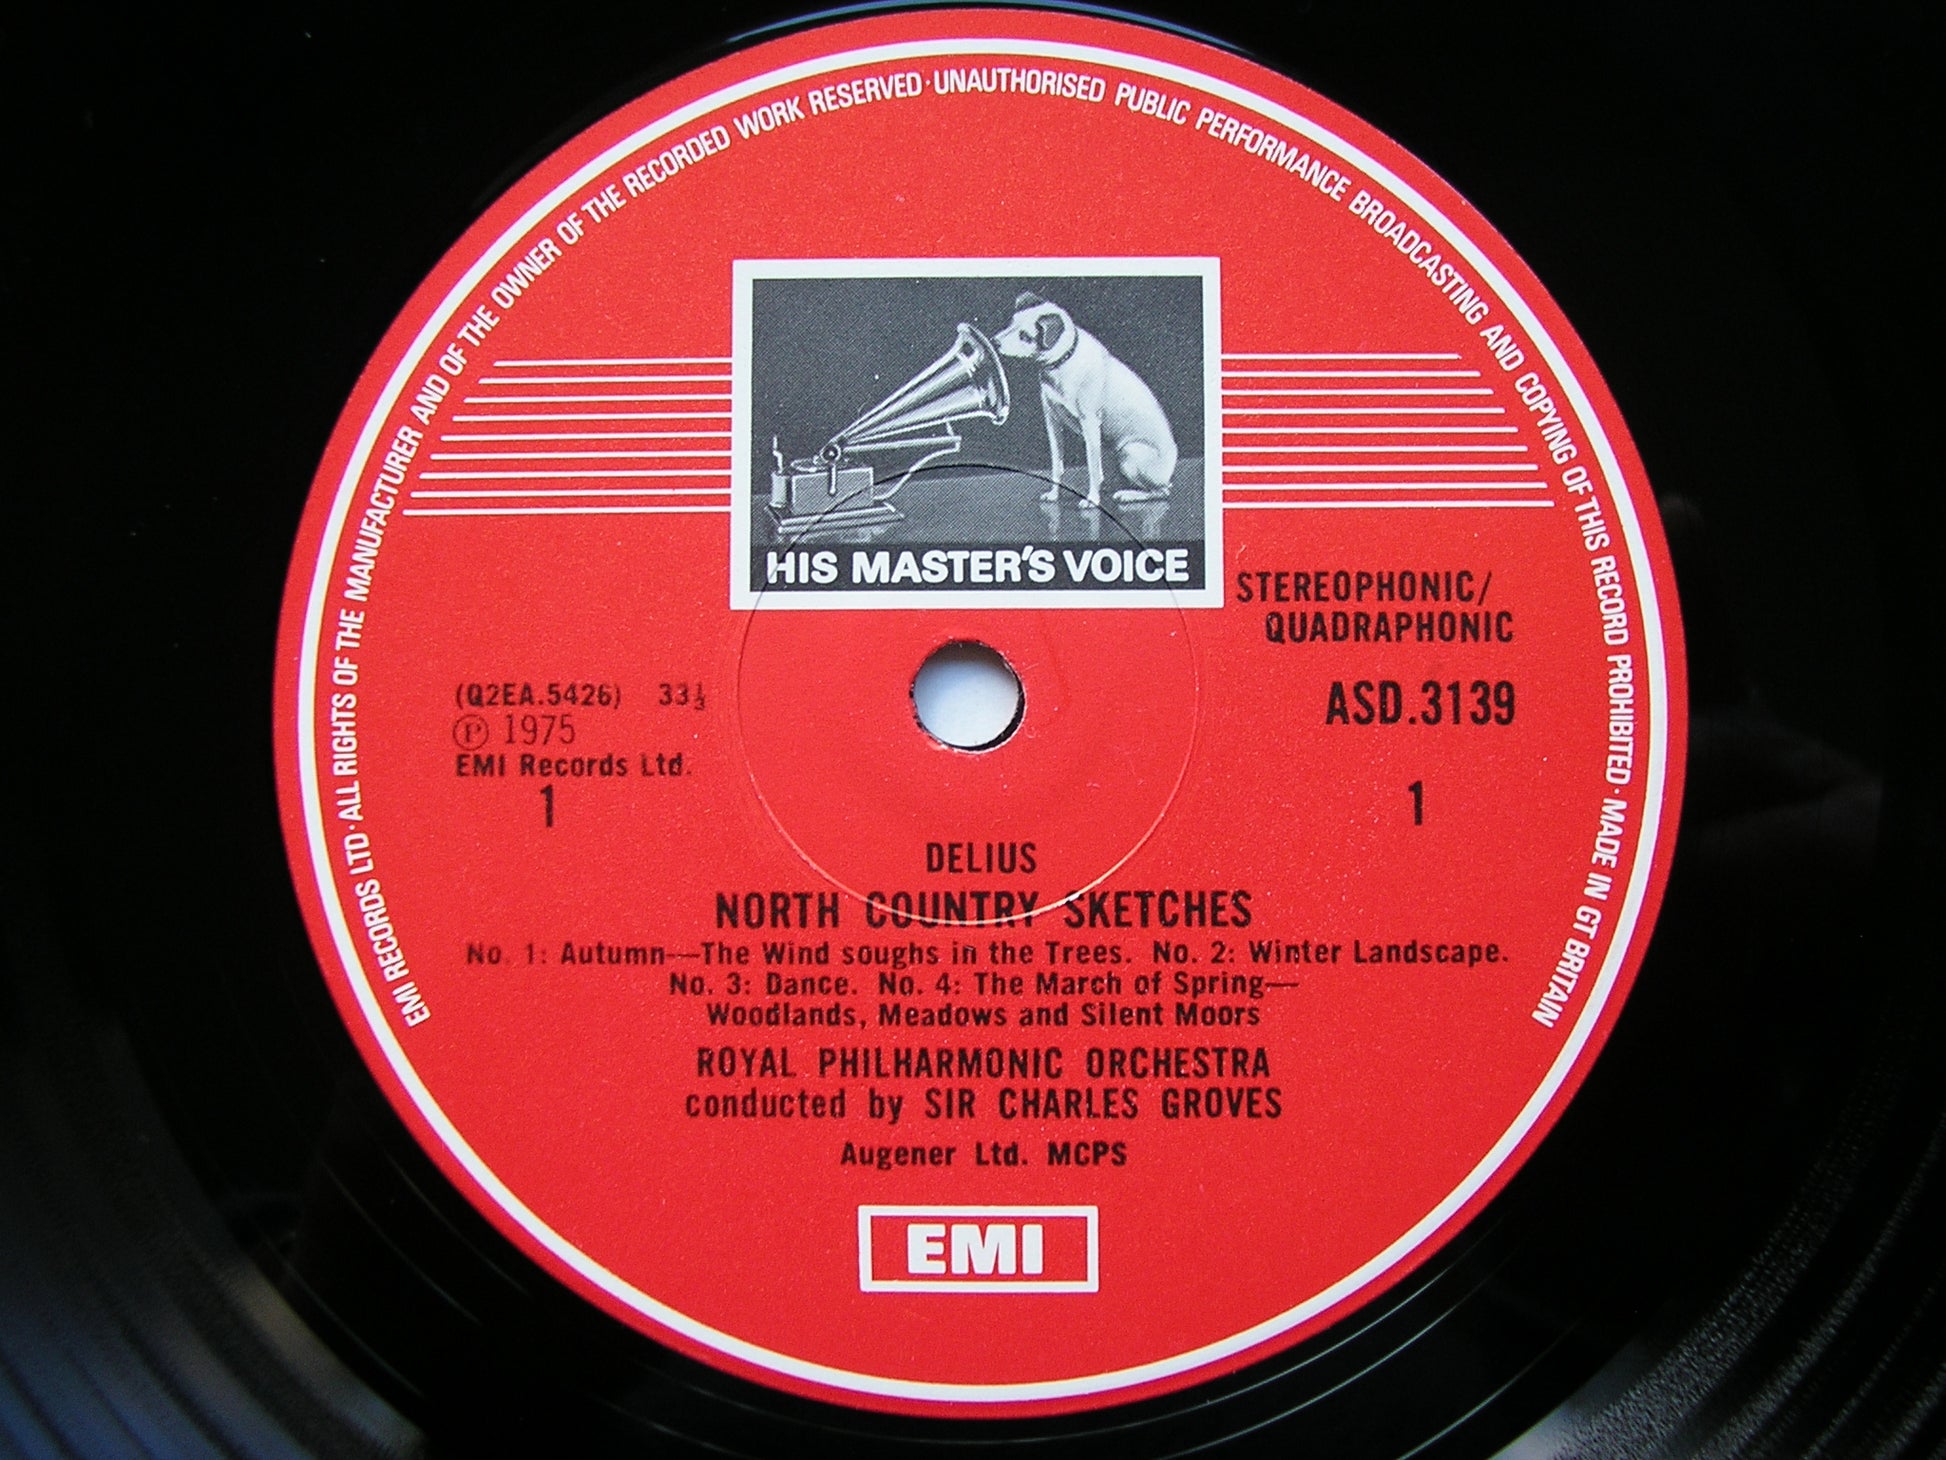 EMI RECORDS LTD · ALL RIGHTS OF THE MANUFACTURER AND OF THE OWNER OF THE RECORDED WORK RESERVED · UNAUTHORISED PUBLIC PERFORMANCE BROADCASTING AND COPYING OF THIS RECORD PROHIBITED · MADE IN GT BRITAIN
HIS MASTER'S VOICE
STEREOPHONIC/
QUADRAPHONIC
(Q2EA.5426) 33⅓
ASD.3139
Ⓟ 1975
EMI Records Ltd.
1
1
DELIUS
NORTH COUNTRY SKETCHES
No. 1: Autumn—The Wind soughs in the Trees. No. 2: Winter Landscape.
No. 3: Dance. No. 4: The March of Spring—
Woodlands, Meadows and Silent Moors
ROYAL PHILHARMONIC ORCHESTRA
conducted by SIR CHARLES GROVES
Augener Ltd. MCPS
EMI